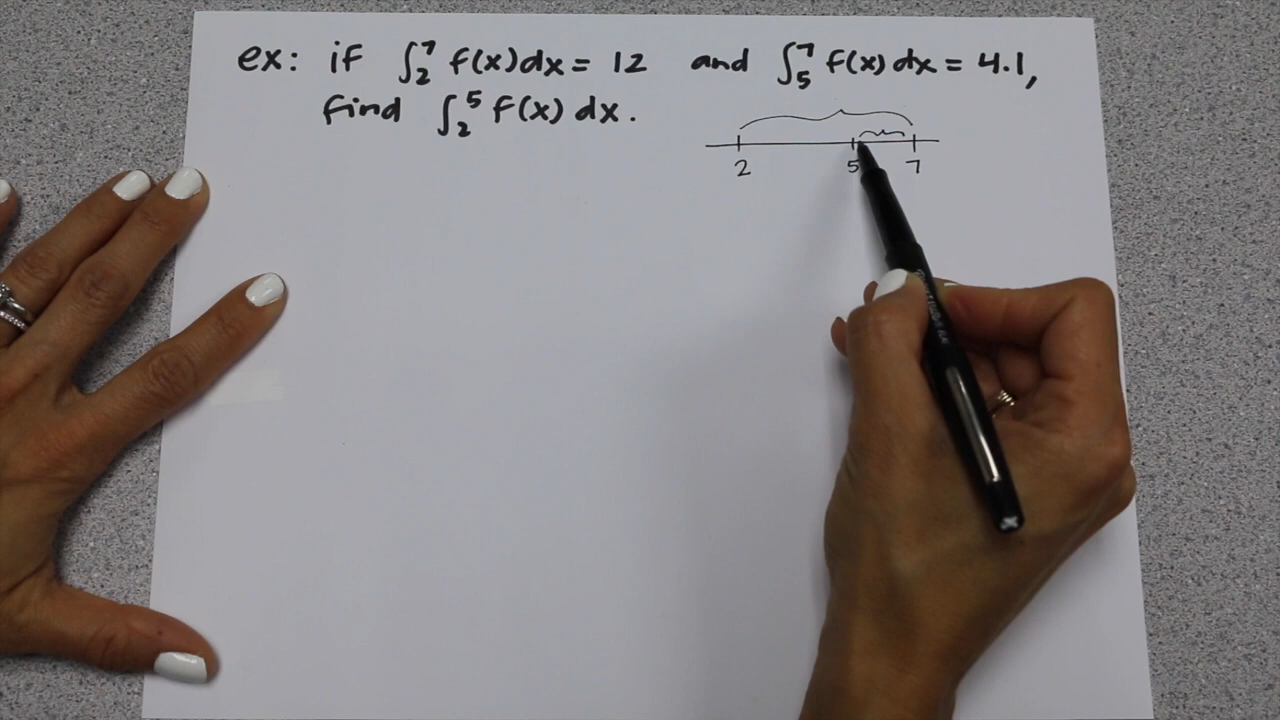 ex: if ∫₂⁷ f(x)dx = 12 and ∫₅⁷ f(x) dx = 4.1,
find ∫₂⁵ f(x) dx.
2 5 7